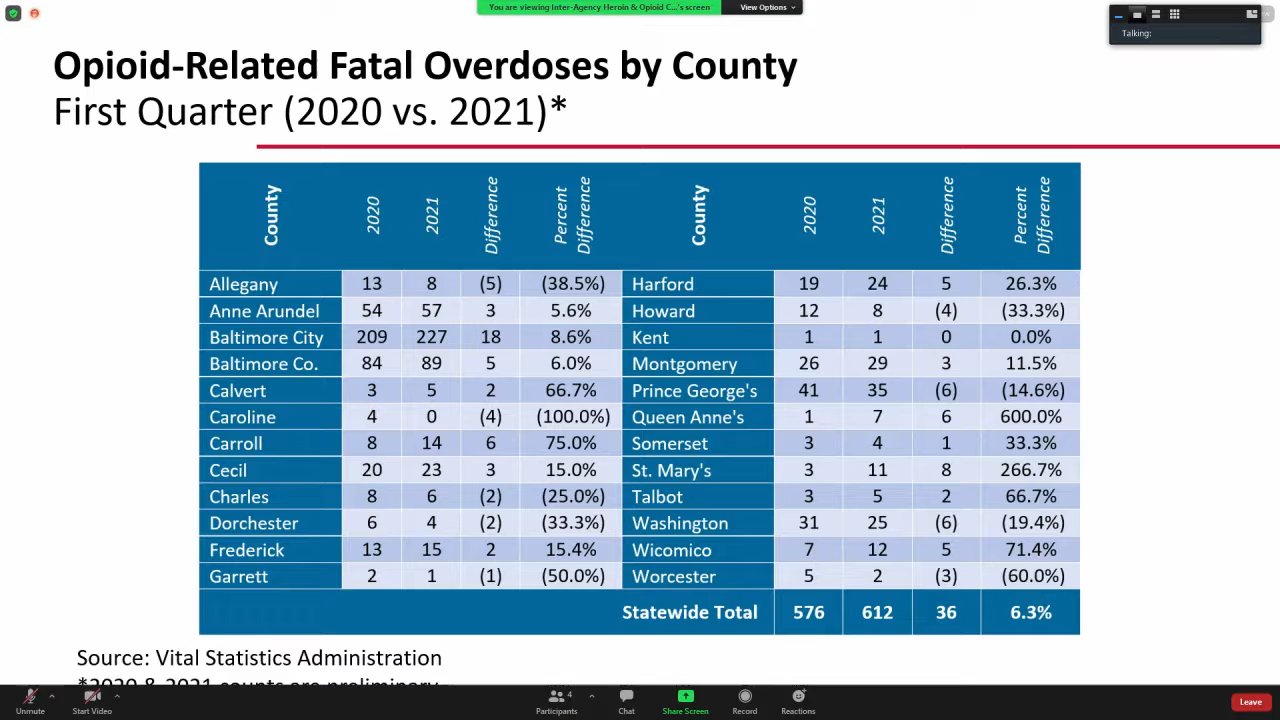 You are viewing Inter-Agency Heroin & Opioid C...'s screen View Options
Talking:
Opioid-Related Fatal Overdoses by County
First Quarter (2020 vs. 2021)*
County 2020 2021 Difference Percent Difference County 2020 2021 Difference Percent Difference
Allegany 13 8 (5) (38.5%) Harford 19 24 5 26.3%
Anne Arundel 54 57 3 5.6% Howard 12 8 (4) (33.3%)
Baltimore City 209 227 18 8.6% Kent 1 1 0 0.0%
Baltimore Co. 84 89 5 6.0% Montgomery 26 29 3 11.5%
Calvert 3 5 2 66.7% Prince George's 41 35 (6) (14.6%)
Caroline 4 0 (4) (100.0%) Queen Anne's 1 7 6 600.0%
Carroll 8 14 6 75.0% Somerset 3 4 1 33.3%
Cecil 20 23 3 15.0% St. Mary's 3 11 8 266.7%
Charles 8 6 (2) (25.0%) Talbot 3 5 2 66.7%
Dorchester 6 4 (2) (33.3%) Washington 31 25 (6) (19.4%)
Frederick 13 15 2 15.4% Wicomico 7 12 5 71.4%
Garrett 2 1 (1) (50.0%) Worcester 5 2 (3) (60.0%)
Statewide Total 576 612 36 6.3%
Source: Vital Statistics Administration
*2020 & 2021 counts are preliminary
Unmute Start Video Participants 4 Chat Share Screen Record Reactions Leave